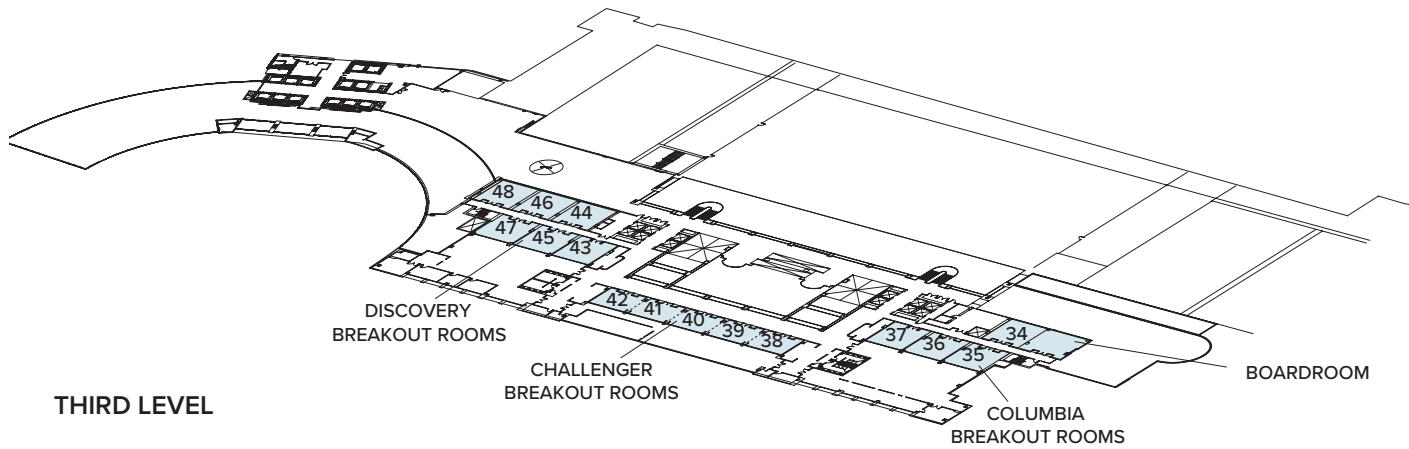 48
46
44
47
45
43
42
41
40
39
38
37
36
35
34
DISCOVERY
BREAKOUT ROOMS
CHALLENGER
BREAKOUT ROOMS
BOARDROOM
COLUMBIA
BREAKOUT ROOMS
THIRD LEVEL